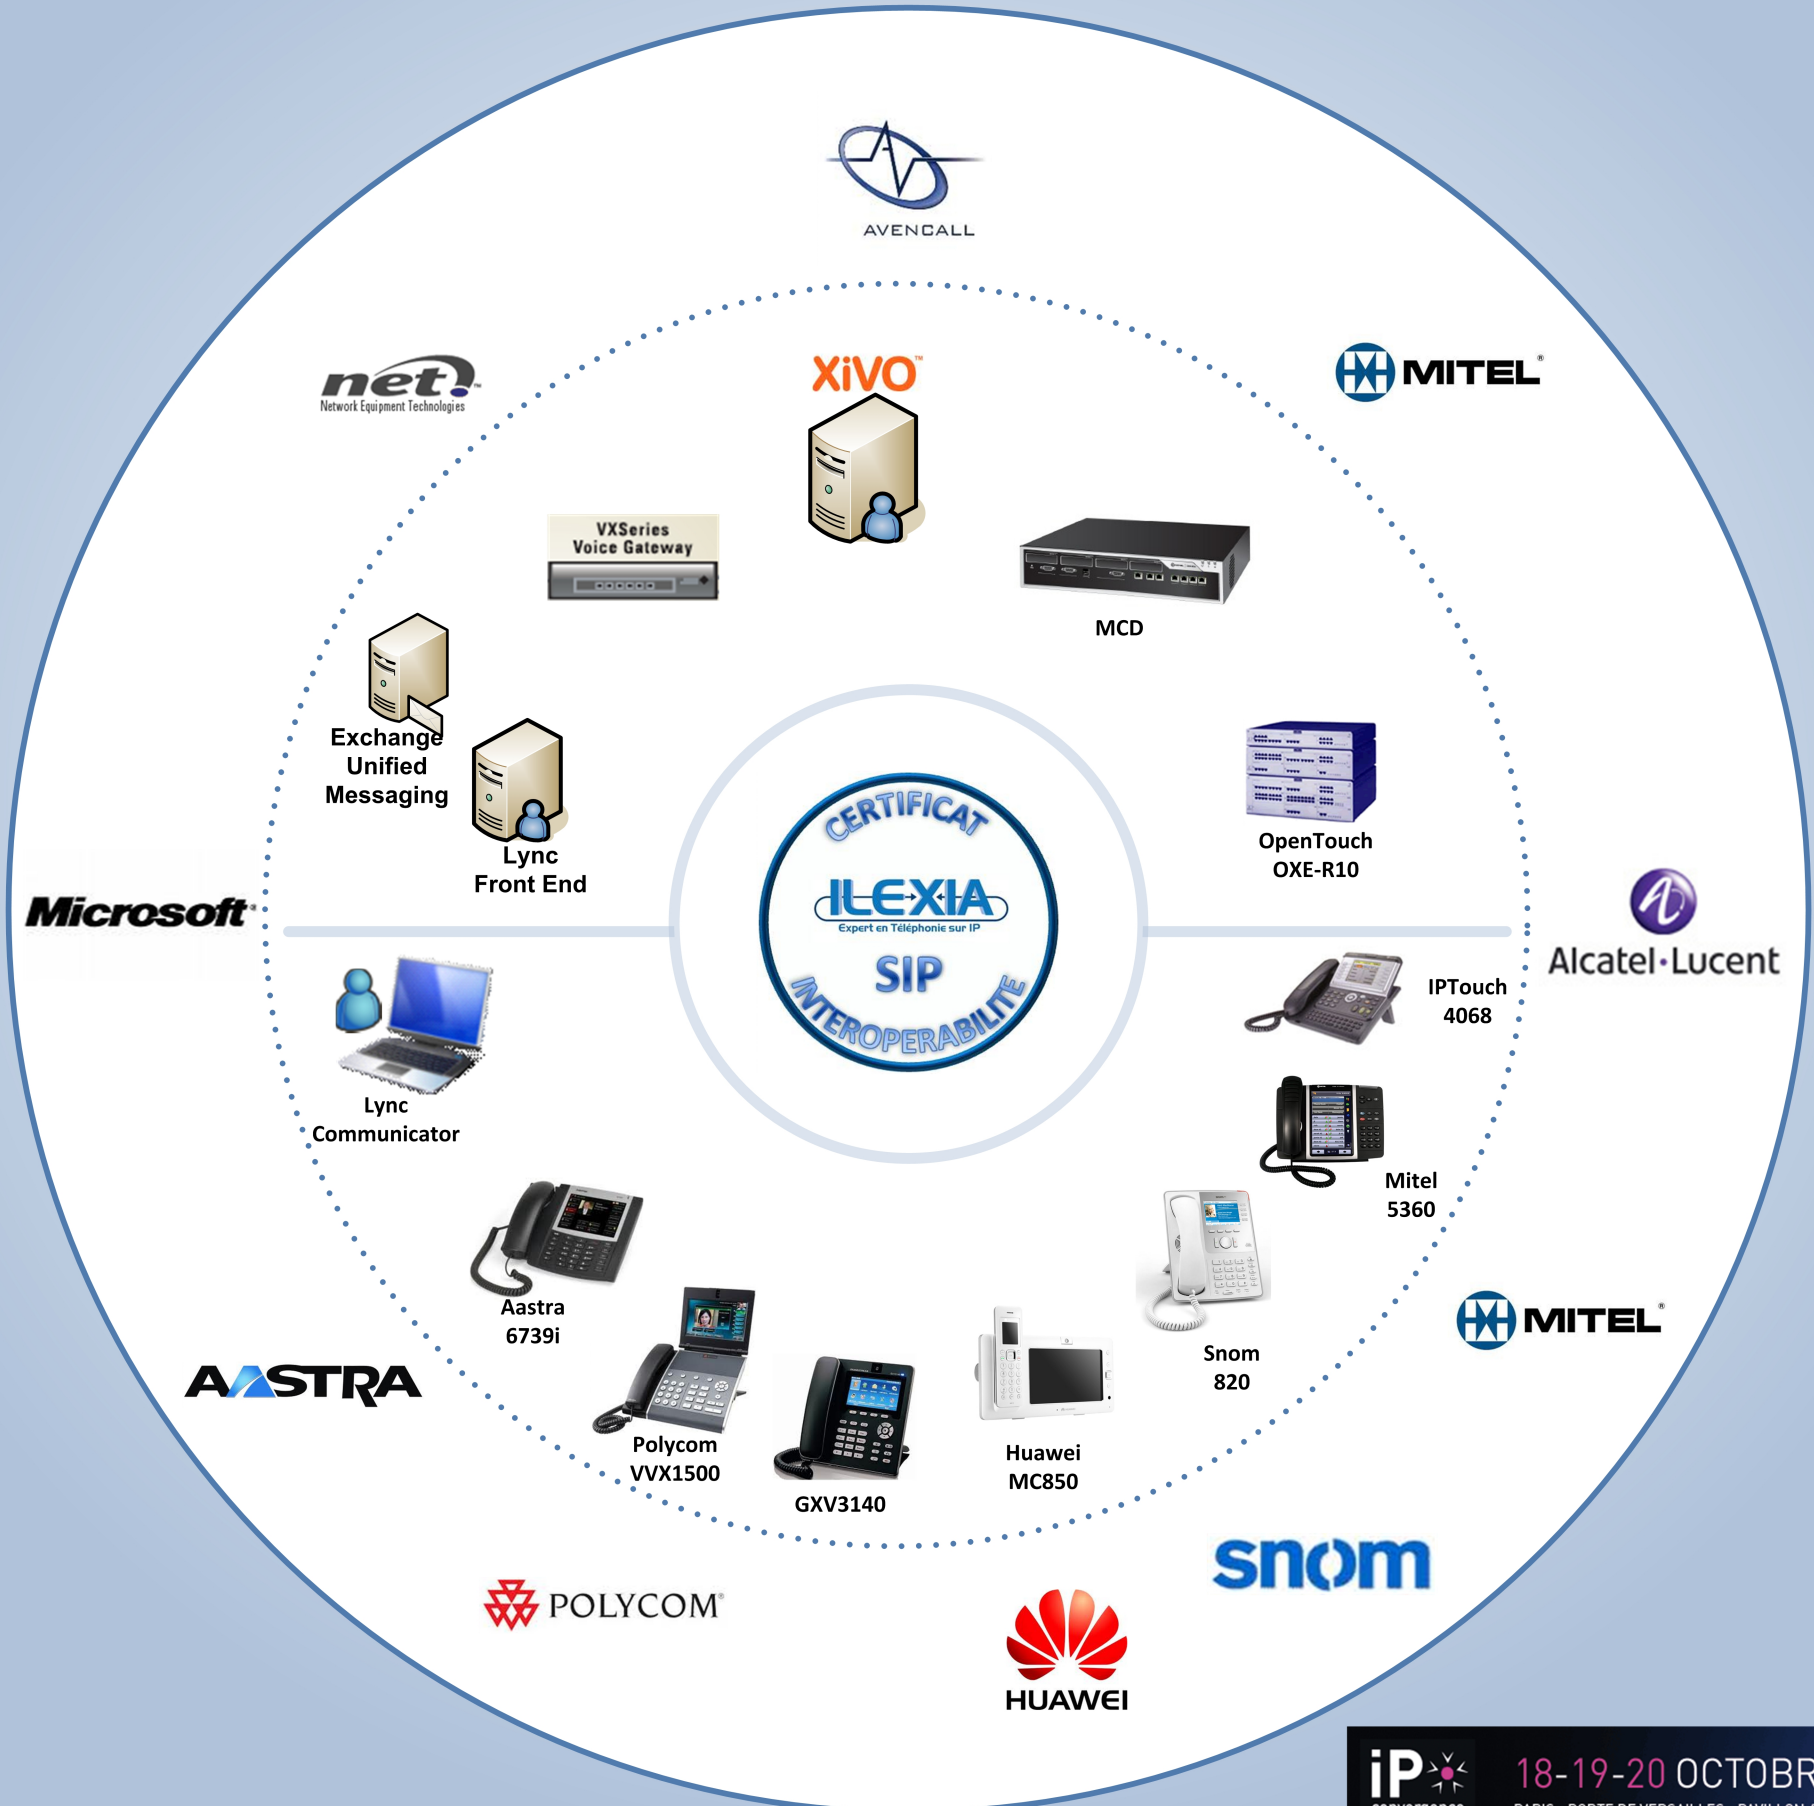 AVENCALL
net
Network Equipment Technologies
XiVO™
MITEL®
VXSeries
Voice Gateway
MCD
Exchange
Unified
Messaging
Lync
Front End
OpenTouch
OXE-R10
Microsoft®
CERTIFICAT
ILEXIA
Expert en Téléphonie sur IP
SIP
INTEROPERABILITE
Alcatel·Lucent
IPTouch
4068
Lync
Communicator
Mitel
5360
Aastra
6739i
AASTRA
MITEL®
Snom
820
Polycom
VVX1500
GXV3140
Huawei
MC850
snom
POLYCOM®
HUAWEI
iP
18-19-20 OCTOBR